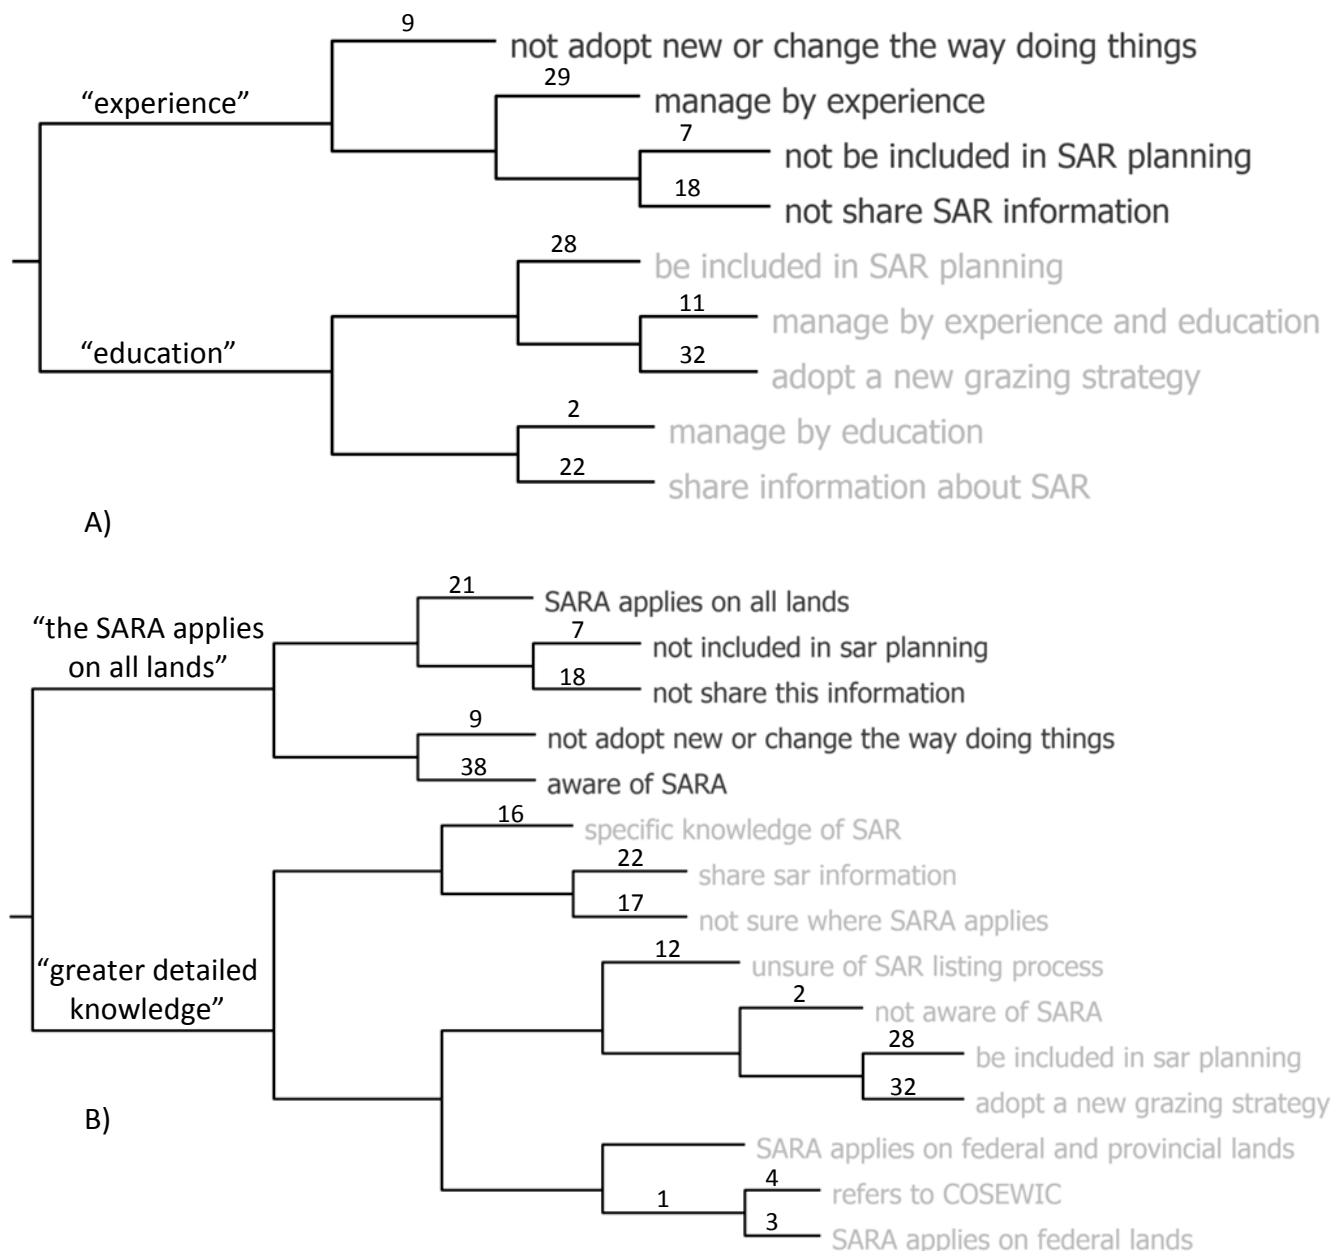 9
not adopt new or change the way doing things
29
“experience”
manage by experience
7
not be included in SAR planning
18
not share SAR information
28
be included in SAR planning
11
manage by experience and education
“education”
32
adopt a new grazing strategy
2
manage by education
22
share information about SAR
A)
21
SARA applies on all lands
“the SARA applies
on all lands”
7
not included in sar planning
18
not share this information
9
not adopt new or change the way doing things
38
aware of SARA
16
specific knowledge of SAR
22
share sar information
17
not sure where SARA applies
12
unsure of SAR listing process
“greater detailed
knowledge”
2
not aware of SARA
28
be included in sar planning
32
adopt a new grazing strategy
B)
SARA applies on federal and provincial lands
4
refers to COSEWIC
1
3
SARA applies on federal lands